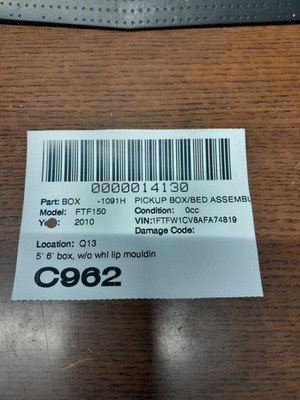 0000014130
Part: BOX -1091H PICKUP BOX/BED ASSEMBL
Model: FTF150 Condition: 0cc
2010 VIN:1FTFW1CV8AFA74819
Damage Code:
Location: Q13
5' 6' box, w/o whl lip mouldin
C962